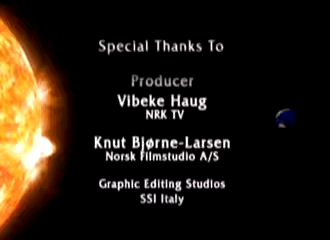 Special Thanks To
Producer
Vibeke Haug
NRK TV
Knut Bjørne-Larsen
Norsk Filmstudio A/S
Graphic Editing Studios
SSI Italy